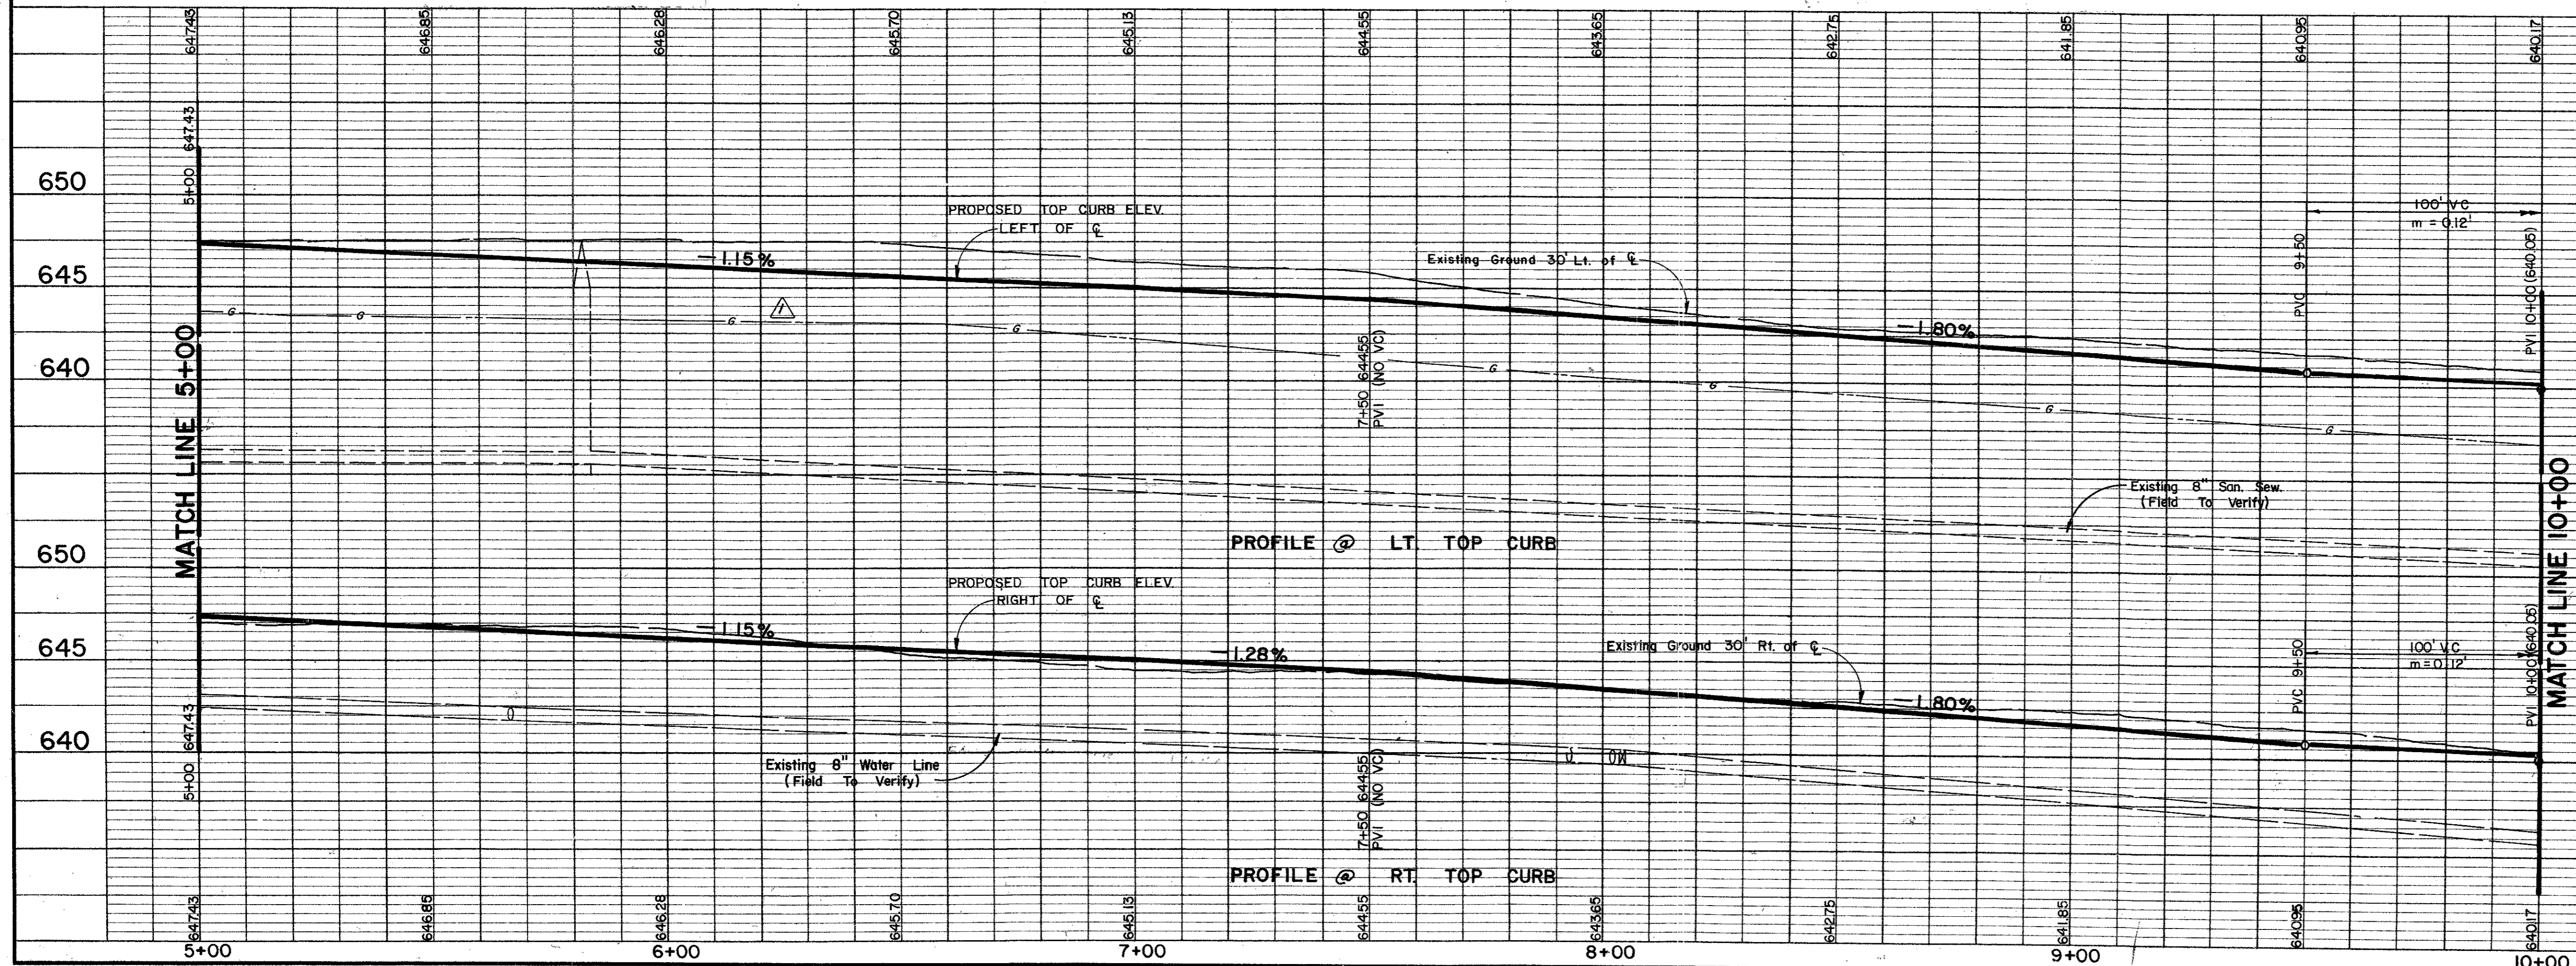 647.43 646.85 646.28 645.70 645.13 644.55 643.65 642.75 641.85 640.95 640.17
5+00 647.43
650
PROPOSED TOP CURB ELEV.
LEFT OF ℄
100' VC
m = 0.12'
-1.15%
Existing Ground 30' Lt. of ℄
PVC 9+50
PVI 10+00 (640.05)
645
1
G G G G G G G G
-1.80%
7+50 644.55
PVI (NO VC)
640
MATCH LINE 5+00
Existing 8" San. Sew.
(Field To Verify)
MATCH LINE 10+00
PROFILE @ LT. TOP CURB
650
PROPOSED TOP CURB ELEV.
RIGHT OF ℄
-1.15%
-1.28%
Existing Ground 30' Rt. of ℄
645
PVC 9+50
100' VC
m = 0.12'
PVI 10+00 (640.05)
-1.80%
5+00 647.43
640
Existing 8" Water Line
(Field To Verify)
7+50 644.55
PVI (NO VC)
PROFILE @ RT. TOP CURB
647.43 646.85 646.28 645.70 645.13 644.55 643.65 642.75 641.85 640.95 640.17
5+00 6+00 7+00 8+00 9+00 10+00